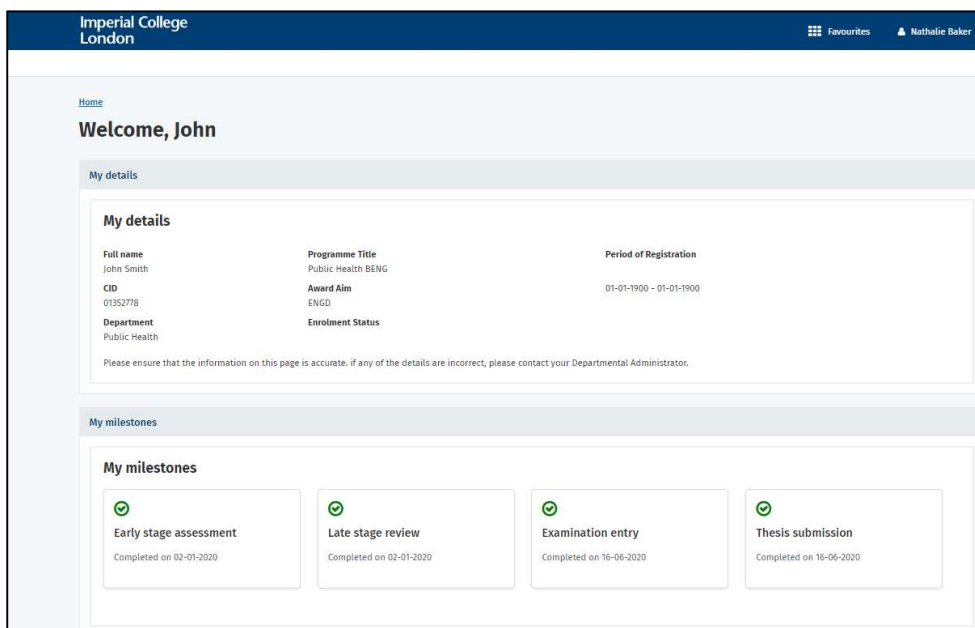 Imperial College
London
Favourites
Nathalie Baker
Home
Welcome, John
My details
My details
Full name
John Smith
Programme Title
Public Health BENG
Period of Registration
CID
01352778
Award Aim
ENGD
01-01-1900 - 01-01-1900
Department
Public Health
Enrolment Status
Please ensure that the information on this page is accurate. if any of the details are incorrect, please contact your Departmental Administrator.
My milestones
My milestones
Early stage assessment
Completed on 02-01-2020
Late stage review
Completed on 02-01-2020
Examination entry
Completed on 16-06-2020
Thesis submission
Completed on 16-06-2020